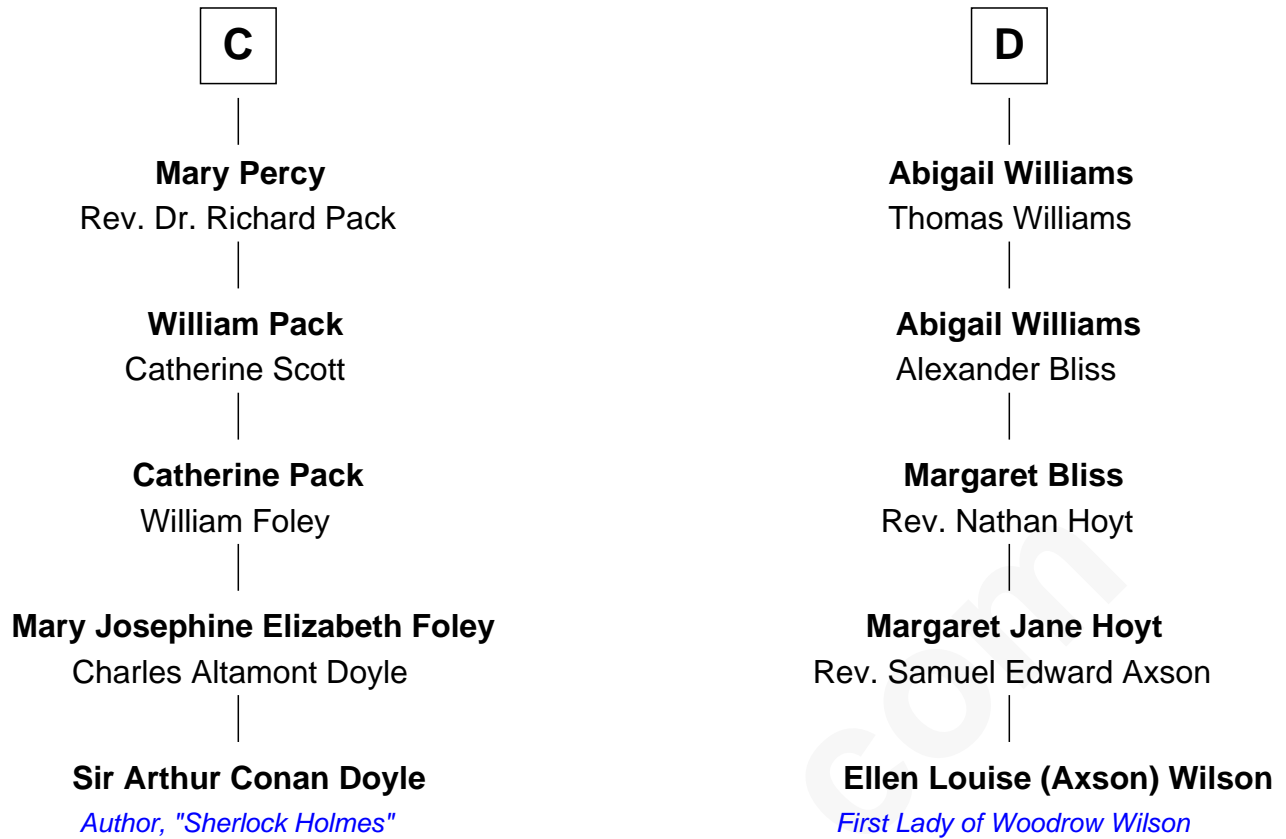 C
Mary Percy
Rev. Dr. Richard Pack
William Pack
Catherine Scott
Catherine Pack
William Foley
Mary Josephine Elizabeth Foley
Charles Altamont Doyle
Sir Arthur Conan Doyle
Author, "Sherlock Holmes"
D
Abigail Williams
Thomas Williams
Abigail Williams
Alexander Bliss
Margaret Bliss
Rev. Nathan Hoyt
Margaret Jane Hoyt
Rev. Samuel Edward Axson
Ellen Louise (Axson) Wilson
First Lady of Woodrow Wilson
com